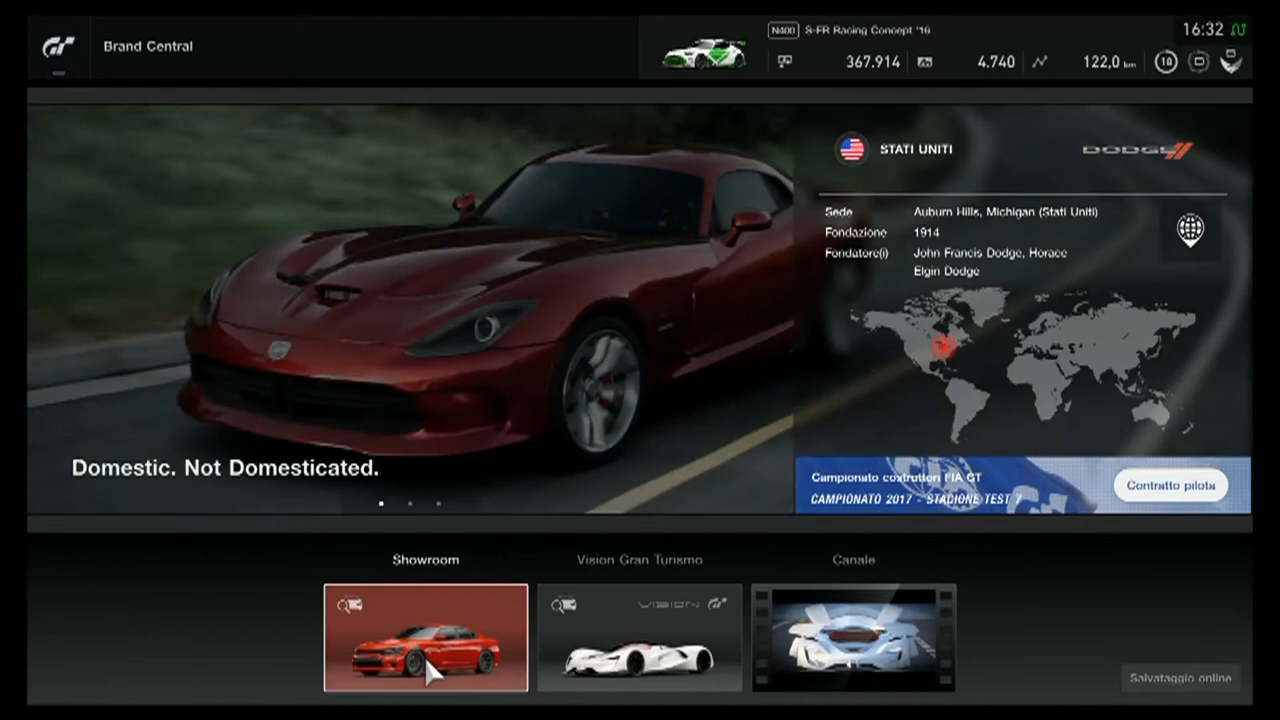 Brand Central
N400 S-FR Racing Concept '16
16:32
367.914
4.740
122,0 km
10
STATI UNITI
DODGE
Sede Auburn Hills, Michigan (Stati Uniti)
Fondazione 1914
Fondatore(i) John Francis Dodge, Horace
Elgin Dodge
Domestic. Not Domesticated.
Campionato costruttori FIA GT
CAMPIONATO 2017 - STAGIONE TEST 7
Contratto pilota
Showroom
Vision Gran Turismo
Canale
VISION GT
Salvataggio online